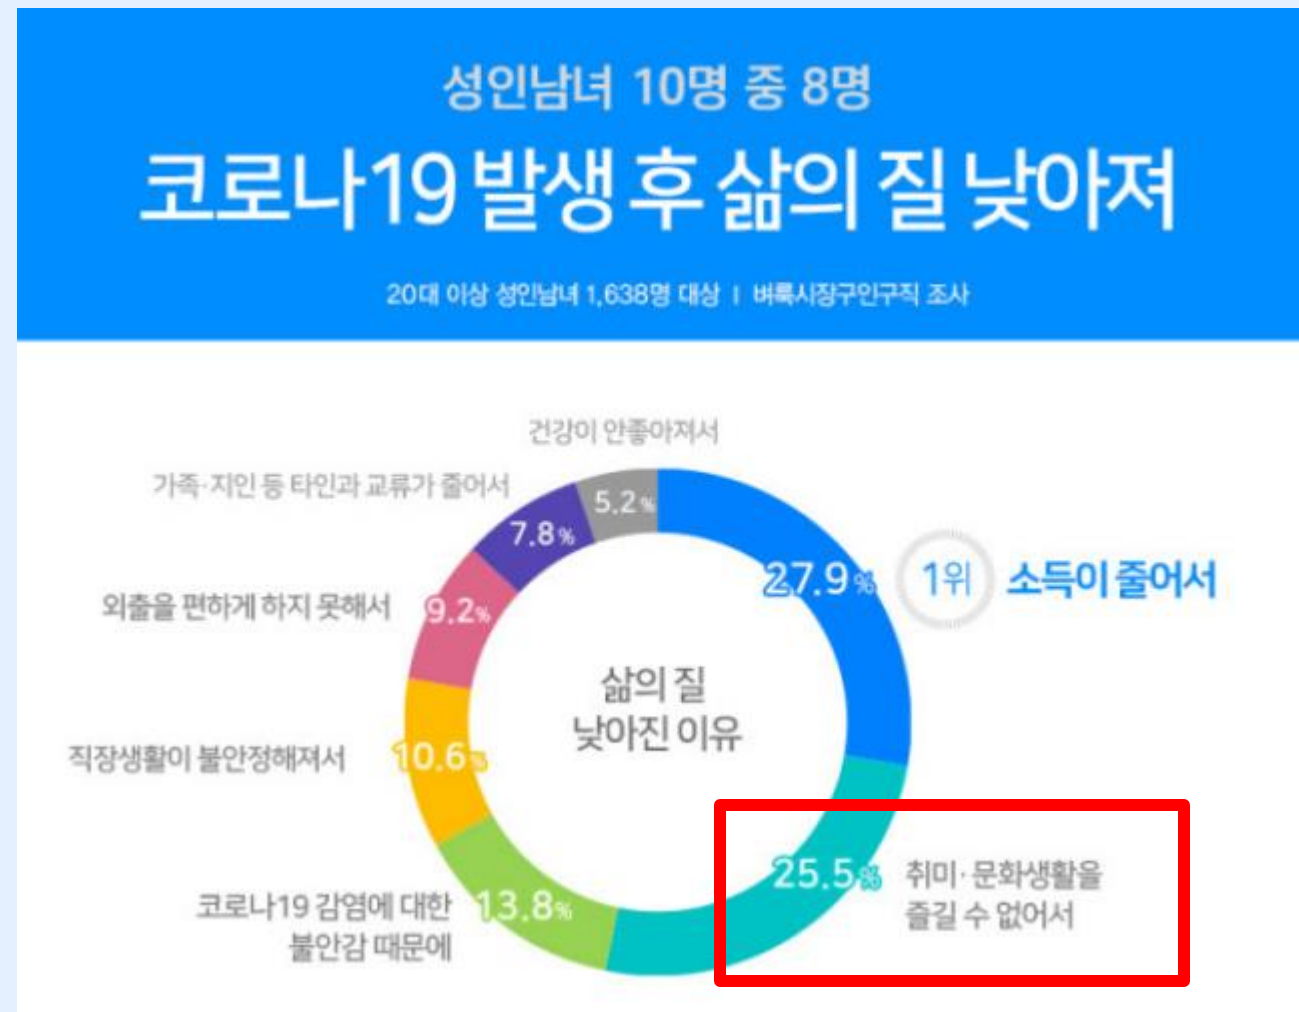 성인남녀 10명 중 8명
코로나19 발생 후 삶의 질 낮아져
20대 이상 성인남녀 1,638명 대상 | 벼룩시장구인구직 조사
건강이 안좋아져서
5.2%
가족·지인 등 타인과 교류가 줄어서
7.8%
27.9%
1위 소득이 줄어서
외출을 편하게 하지 못해서
9.2%
삶의 질
낮아진 이유
직장생활이 불안정해져서
10.6%
25.5%
취미·문화생활을
즐길 수 없어서
코로나19 감염에 대한
불안감 때문에
13.8%